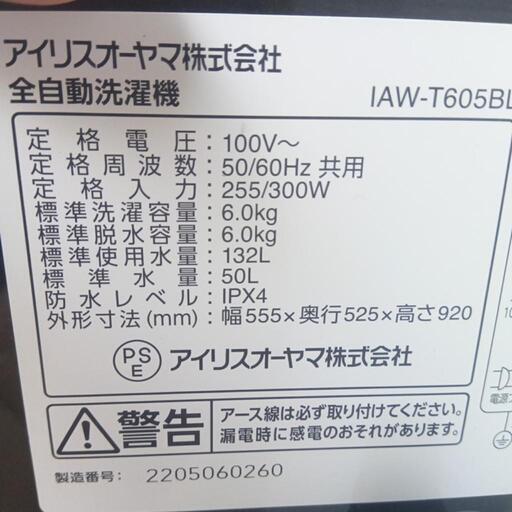 アイリスオーヤマ株式会社
全自動洗濯機 IAW-T605BL
定格電圧：100V～
定格周波数：50/60Hz 共用
定格入力：255/300W
標準洗濯容量：6.0kg
標準脱水容量：6.0kg
標準使用水量：132L
標準水量：50L
防水レベル：IPX4
外形寸法(mm)：幅555×奥行525×高さ920
PS
E
アイリスオーヤマ株式会社
警告
アース線は必ず取り付けてください。
漏電時に感電のおそれがあります。
製造番号: 2205060260